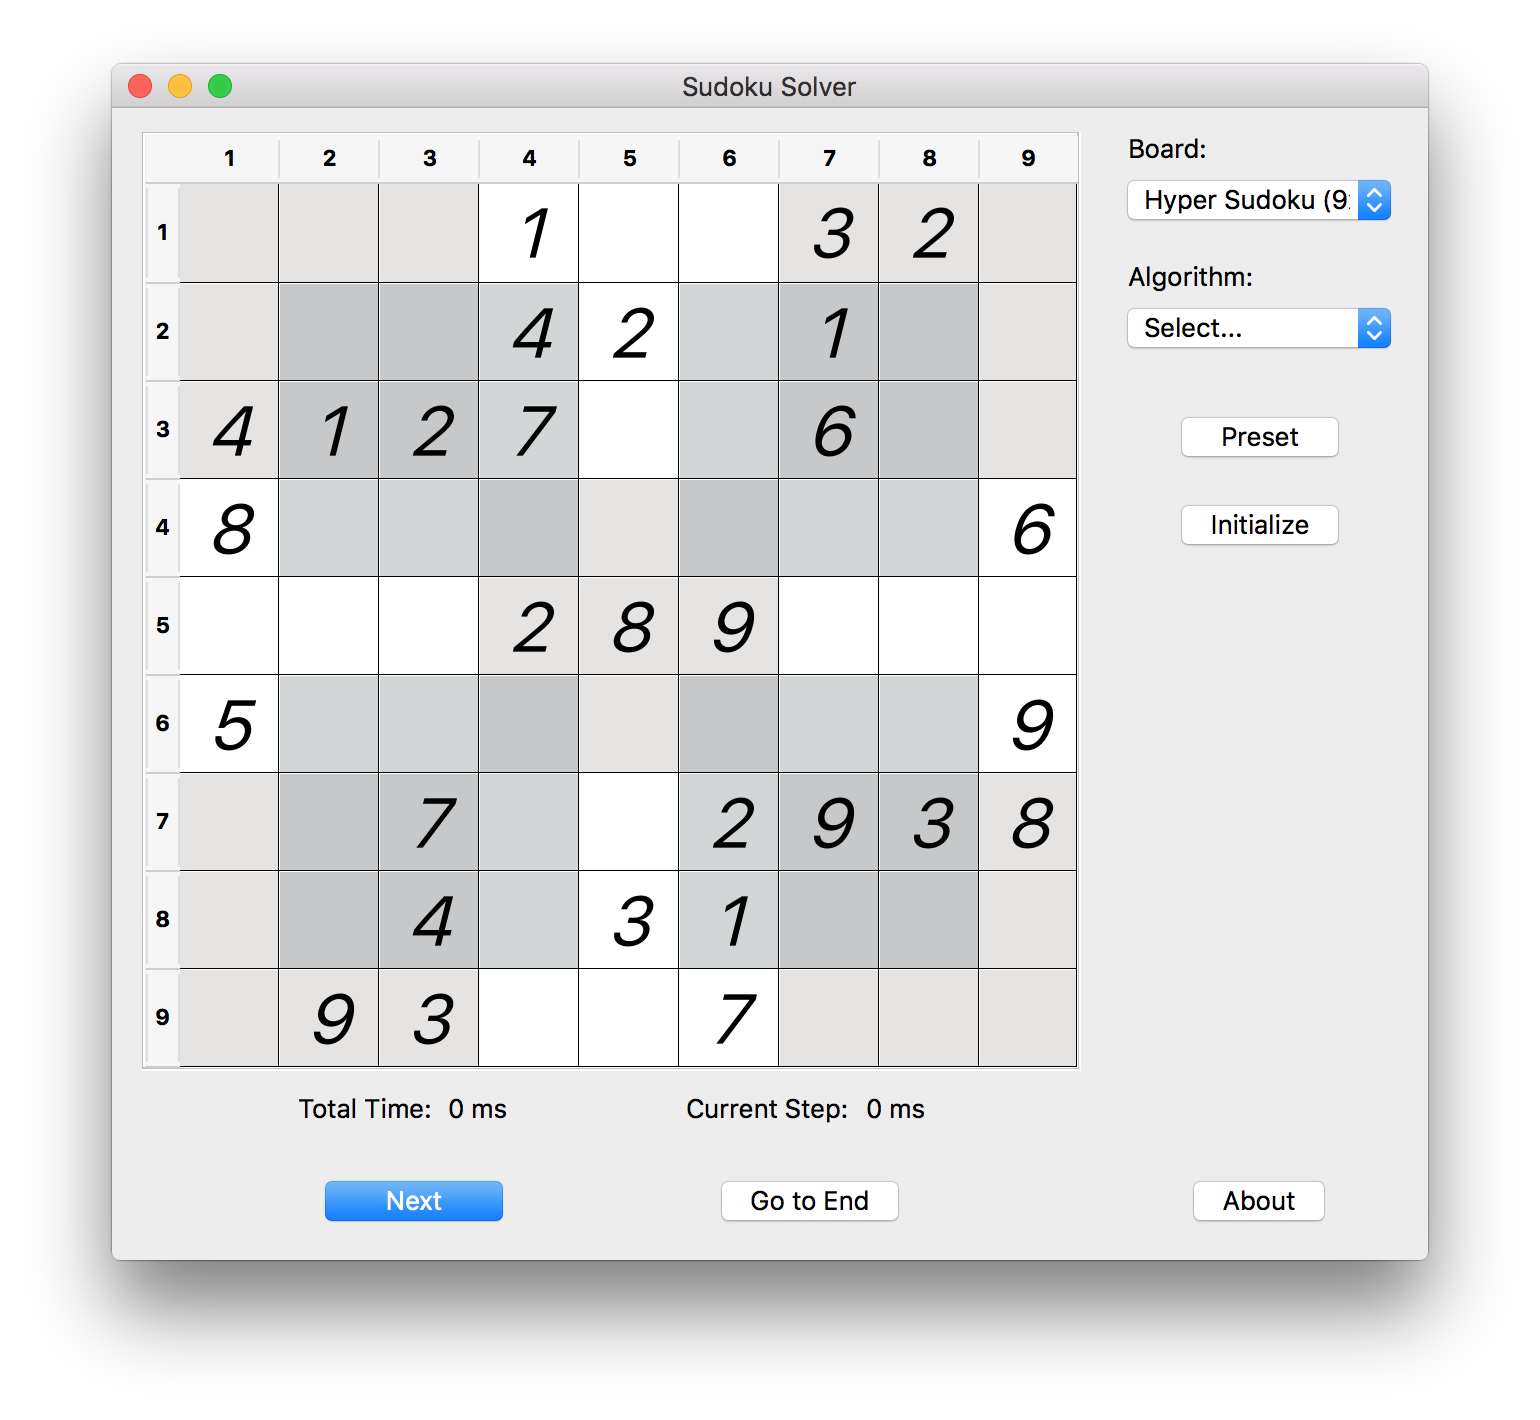 Sudoku Solver
1 2 3 4 5 6 7 8 9
1 1 3 2
2 4 2 1
3 4 1 2 7 6
4 8 6
5 2 8 9
6 5 9
7 7 2 9 3 8
8 4 3 1
9 9 3 7
Total Time: 0 ms Current Step: 0 ms
Next Go to End About
Board:
Hyper Sudoku (9
Algorithm:
Select...
Preset
Initialize